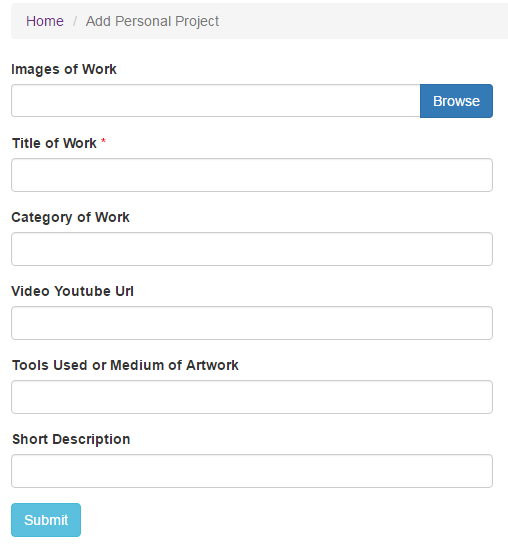 Home / Add Personal Project
Images of Work
Browse
Title of Work *
Category of Work
Video Youtube Url
Tools Used or Medium of Artwork
Short Description
Submit